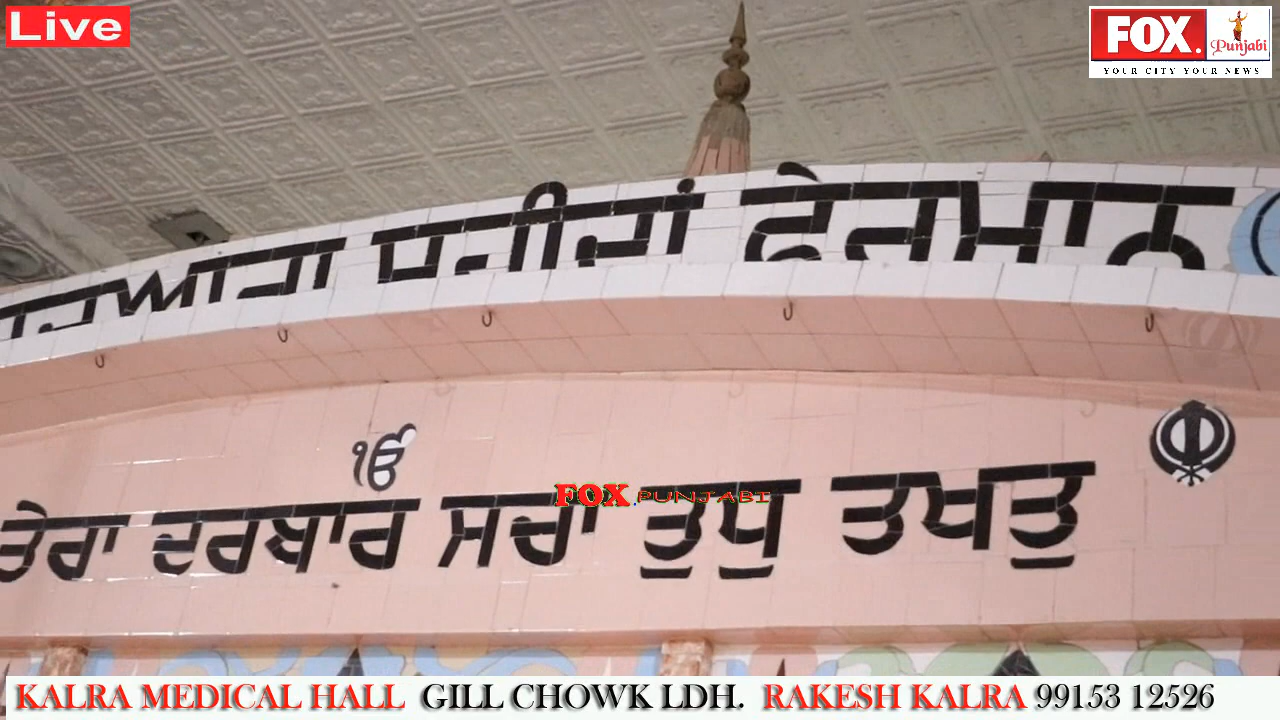 Live
FOX. Punjabi
YOUR CITY YOUR NEWS
ੴ
ਤੇਰਾ ਦਰਬਾਰ ਸਚਾ ਤੁਧੁ ਤਖਤੁ
FOX.PUNJABI
KALRA MEDICAL HALL GILL CHOWK LDH. RAKESH KALRA 99153 12526